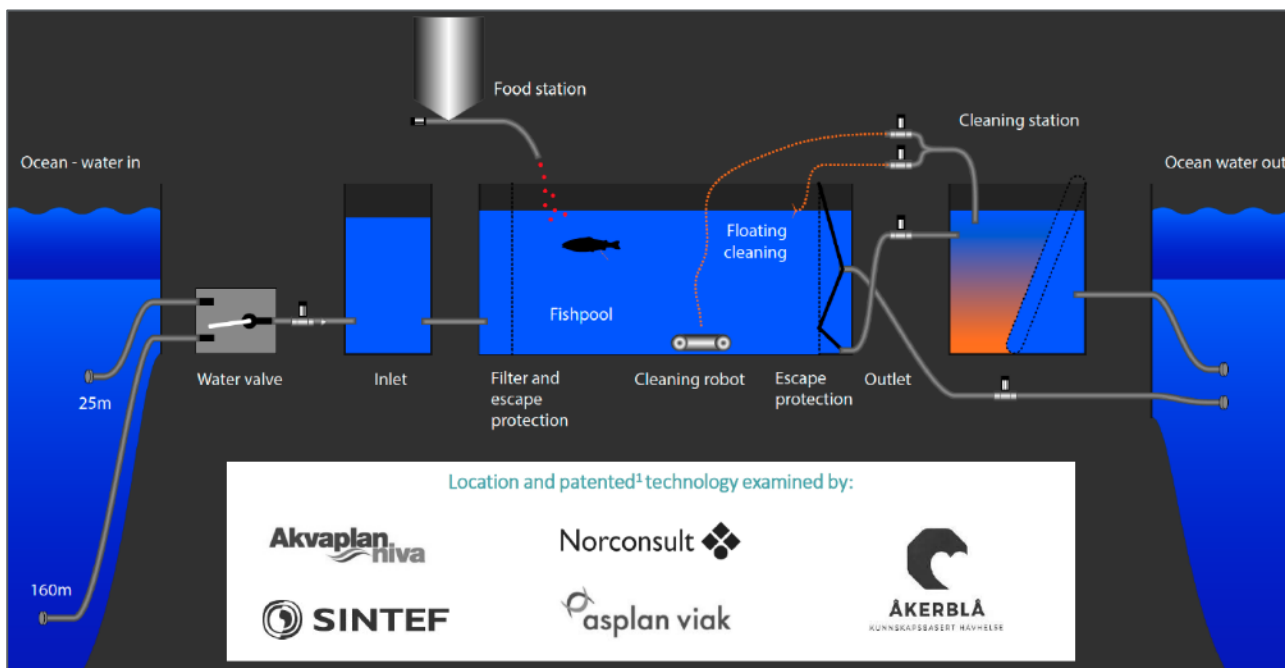 Food station
Cleaning station
Ocean - water in
Ocean water out
Floating
cleaning
Fishpool
Water valve
Inlet
Filter and
escape
protection
Cleaning robot
Escape
protection
Outlet
25m
160m
Location and patented¹ technology examined by:
Akvaplan
niva
Norconsult
SINTEF
asplan viak
ÅKERBLÅ
KUNNSKAPSBASERT HAVHELSE